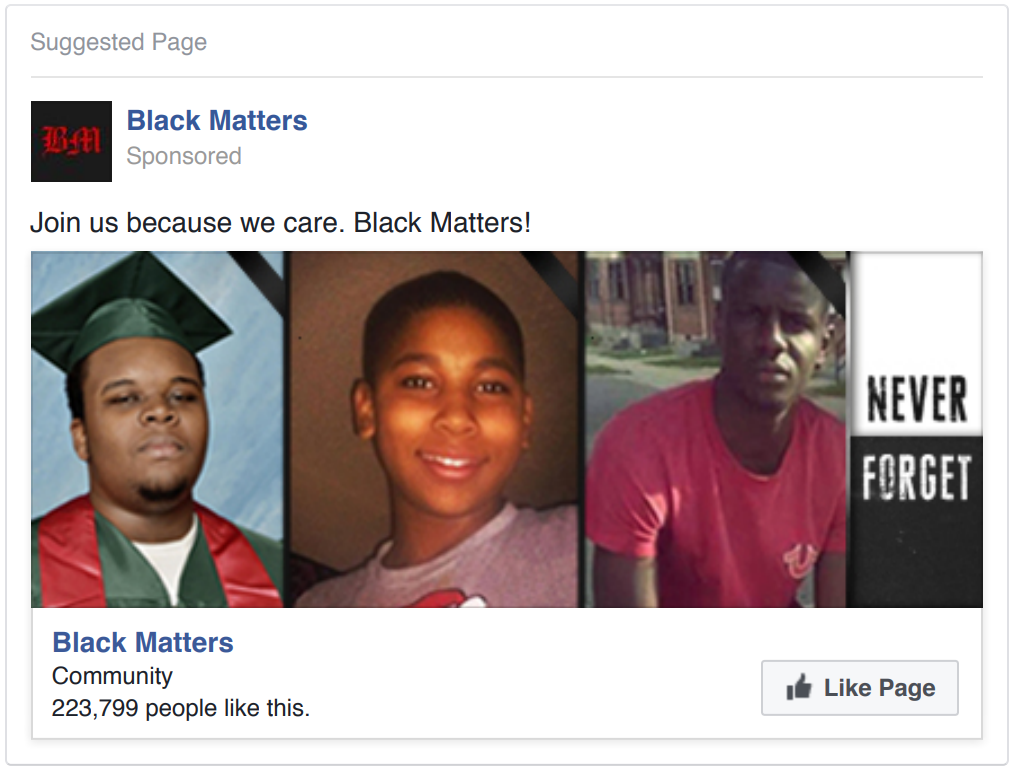 Suggested Page
BM
Black Matters
Sponsored
Join us because we care. Black Matters!
NEVER
FORGET
Black Matters
Community
223,799 people like this.
Like Page